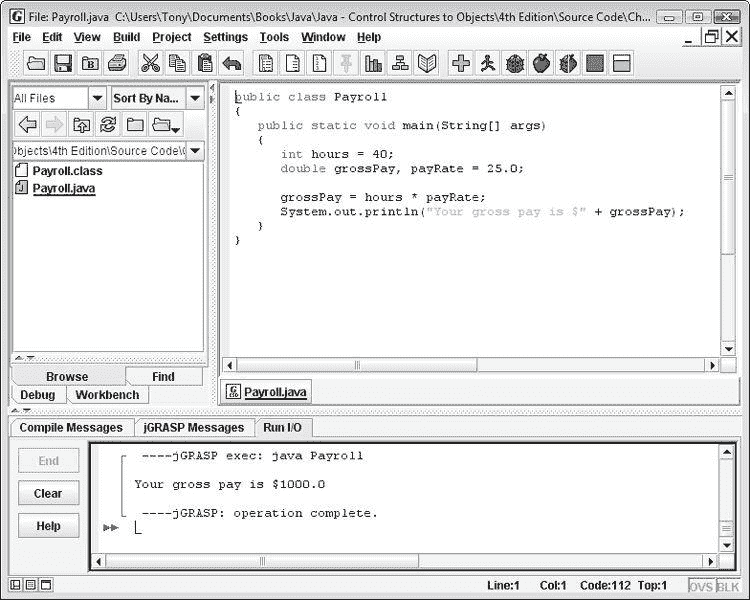 File: Payroll.java C:\Users\Tony\Documents\Books\Java\Java - Control Structures to Objects\4th Edition\Source Code\Ch...
File Edit View Build Project Settings Tools Window Help
All Files Sort By Na...
bjects\4th Edition\Source Code\
Payroll.class
Payroll.java
public class Payroll
{
public static void main(String[] args)
{
int hours = 40;
double grossPay, payRate = 25.0;
grossPay = hours * payRate;
System.out.println("Your gross pay is $" + grossPay);
}
}
Browse Find
Debug Workbench
Payroll.java
Compile Messages jGRASP Messages Run I/O
End
Clear
Help
----jGRASP exec: java Payroll
Your gross pay is $1000.0
----jGRASP: operation complete.
Line:1 Col:1 Code:112 Top:1 OVS BLK